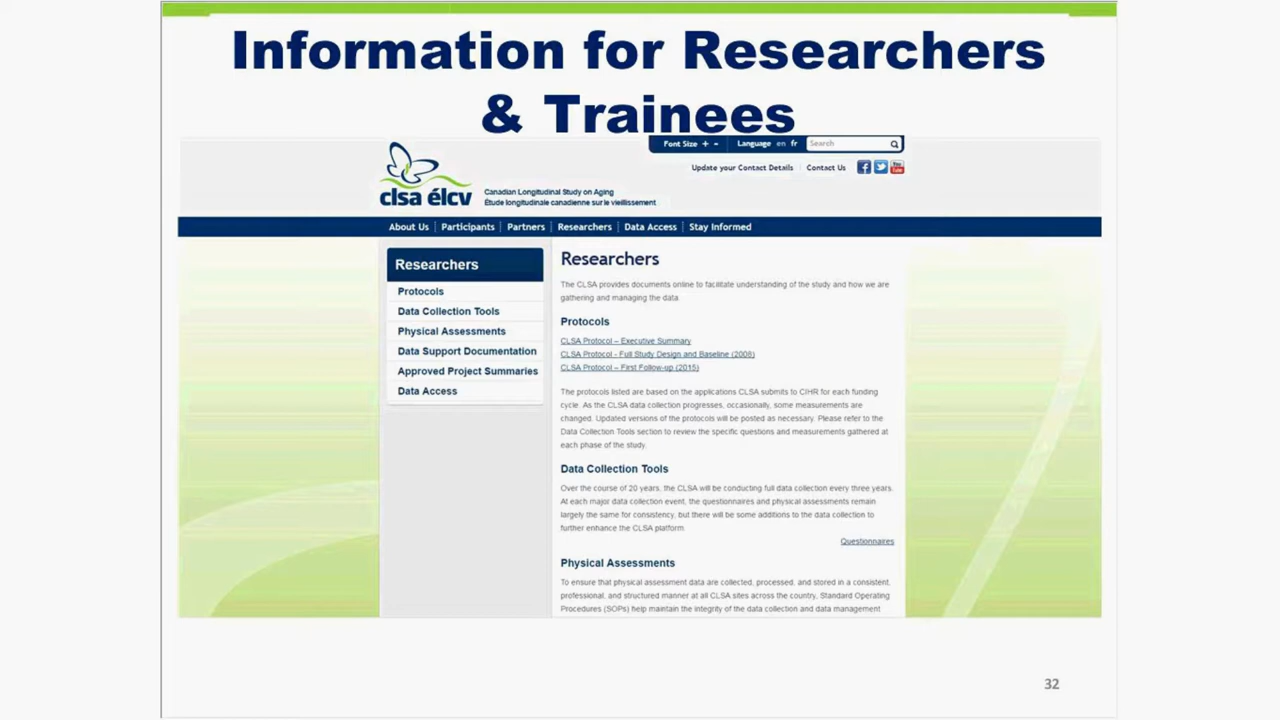 Information for Researchers
& Trainees
Font Size + -
Language en fr
Search
Update your Contact Details
Contact Us
You
Tube
clsa élcv
Canadian Longitudinal Study on Aging
Étude longitudinale canadienne sur le vieillissement
About Us
Participants
Partners
Researchers
Data Access
Stay Informed
Researchers
Protocols
Data Collection Tools
Physical Assessments
Data Support Documentation
Approved Project Summaries
Data Access
Researchers
The CLSA provides documents online to facilitate understanding of the study and how we are
gathering and managing the data.
Protocols
CLSA Protocol – Executive Summary
CLSA Protocol - Full Study Design and Baseline (2008)
CLSA Protocol – First Follow-up (2015)
The protocols listed are based on the applications CLSA submits to CIHR for each funding
cycle. As the CLSA data collection progresses, occasionally, some measurements are
changed. Updated versions of the protocols will be posted as necessary. Please refer to the
Data Collection Tools section to review the specific questions and measurements gathered at
each phase of the study.
Data Collection Tools
Over the course of 20 years, the CLSA will be conducting full data collection every three years.
At each major data collection event, the questionnaires and physical assessments remain
largely the same for consistency, but there will be some additions to the data collection to
further enhance the CLSA platform.
Questionnaires
Physical Assessments
To ensure that physical assessment data are collected, processed, and stored in a consistent,
professional, and structured manner at all CLSA sites across the country, Standard Operating
Procedures (SOPs) help maintain the integrity of the data collection and data management
32